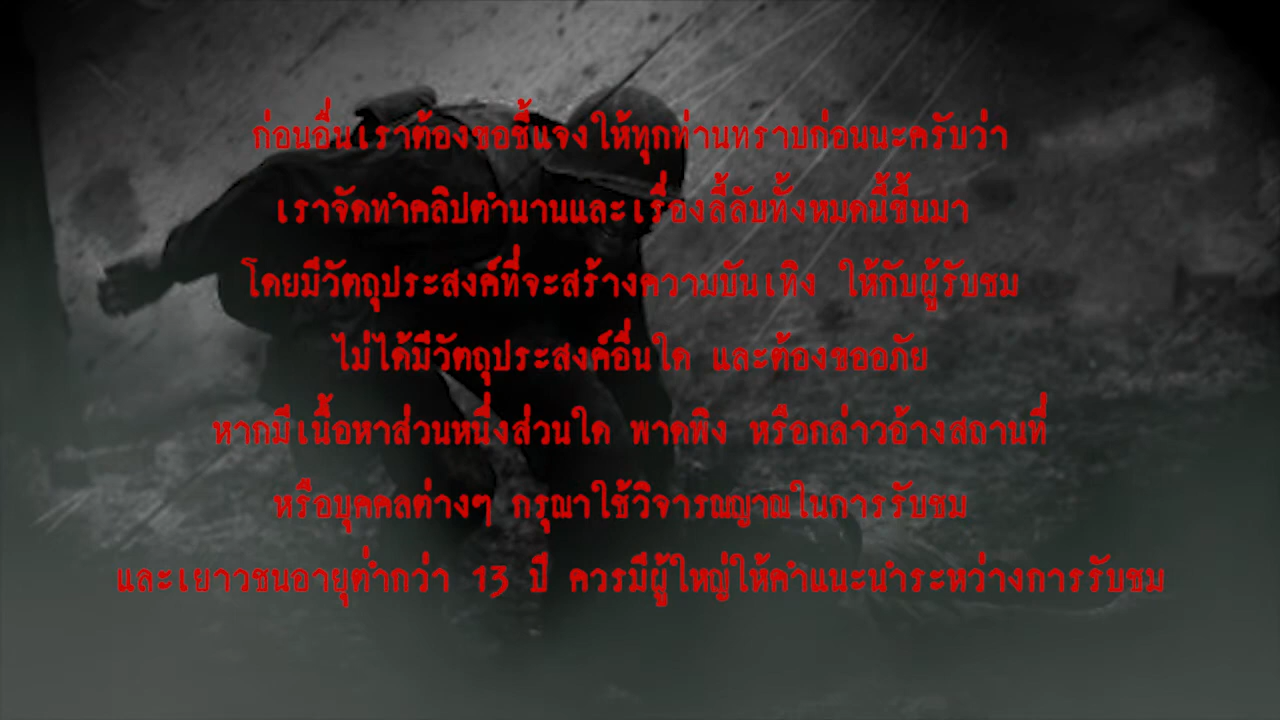 ก่อนอื่นเราต้องขอชี้แจงให้ทุกท่านทราบก่อนนะครับว่า
เราจัดทำคลิปตำนานและเรื่องลี้ลับทั้งหมดนี้ขึ้นมา
โดยมีวัตถุประสงค์ที่จะสร้างความบันเทิง ให้กับผู้รับชม
ไม่ได้มีวัตถุประสงค์อื่นใด และต้องขออภัย
หากมีเนื้อหาส่วนหนึ่งส่วนใด พาดพิง หรือกล่าวอ้างสถานที่
หรือบุคคลต่างๆ กรุณาใช้วิจารณญาณในการรับชม
และเยาวชนอายุต่ำกว่า 13 ปี ควรมีผู้ใหญ่ให้คำแนะนำระหว่างการรับชม